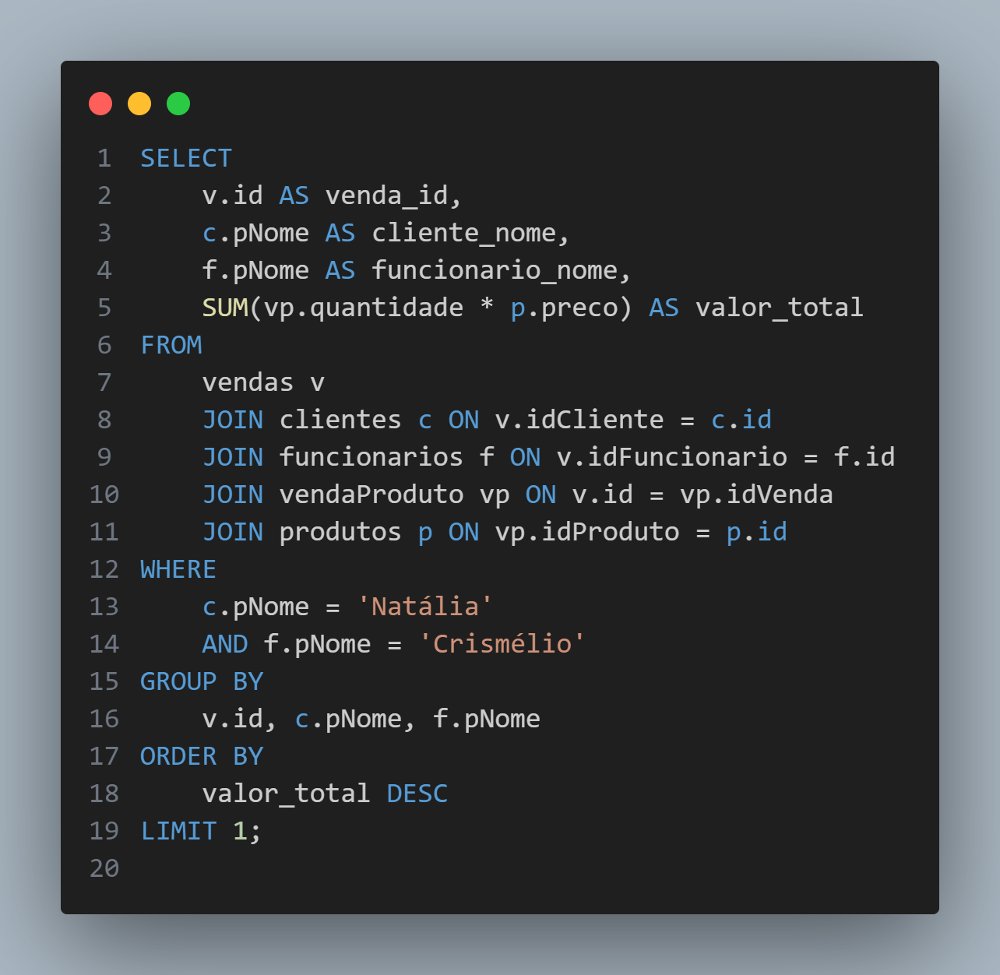 1 SELECT
2     v.id AS venda_id,
3     c.pNome AS cliente_nome,
4     f.pNome AS funcionario_nome,
5     SUM(vp.quantidade * p.preco) AS valor_total
6 FROM
7     vendas v
8     JOIN clientes c ON v.idCliente = c.id
9     JOIN funcionarios f ON v.idFuncionario = f.id
10     JOIN vendaProduto vp ON v.id = vp.idVenda
11     JOIN produtos p ON vp.idProduto = p.id
12 WHERE
13     c.pNome = 'Natália'
14     AND f.pNome = 'Crismélio'
15 GROUP BY
16     v.id, c.pNome, f.pNome
17 ORDER BY
18     valor_total DESC
19 LIMIT 1;
20